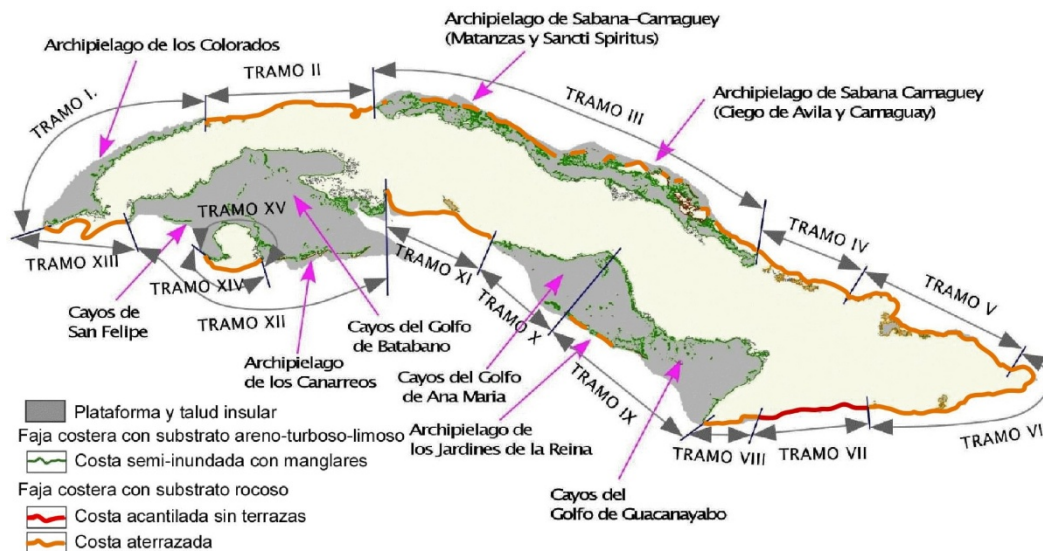 Archipielago de Sabana-Camaguey
(Matanzas y Sancti Spiritus)
Archipielago de los Colorados
TRAMO II
TRAMO I.
TRAMO III
Archipielago de Sabana Camaguey
(Ciego de Avila y Camaguay)
TRAMO XV
TRAMO IV
TRAMO XIII
TRAMO XI
TRAMO XIV
TRAMO V
TRAMO XII
TRAMO X
Cayos de
San Felipe
Cayos del Golfo
de Batabano
Archipielago
de los Canarreos
Cayos del Golfo
de Ana Maria
TRAMO IX
Archipielago de
los Jardines de la Reina
TRAMO VIII
TRAMO VII
TRAMO VI
Cayos del
Golfo de Guacanayabo
Plataforma y talud insular
Faja costera con substrato areno-turboso-limoso
Costa semi-inundada con manglares
Faja costera con substrato rocoso
Costa acantilada sin terrazas
Costa aterrazada